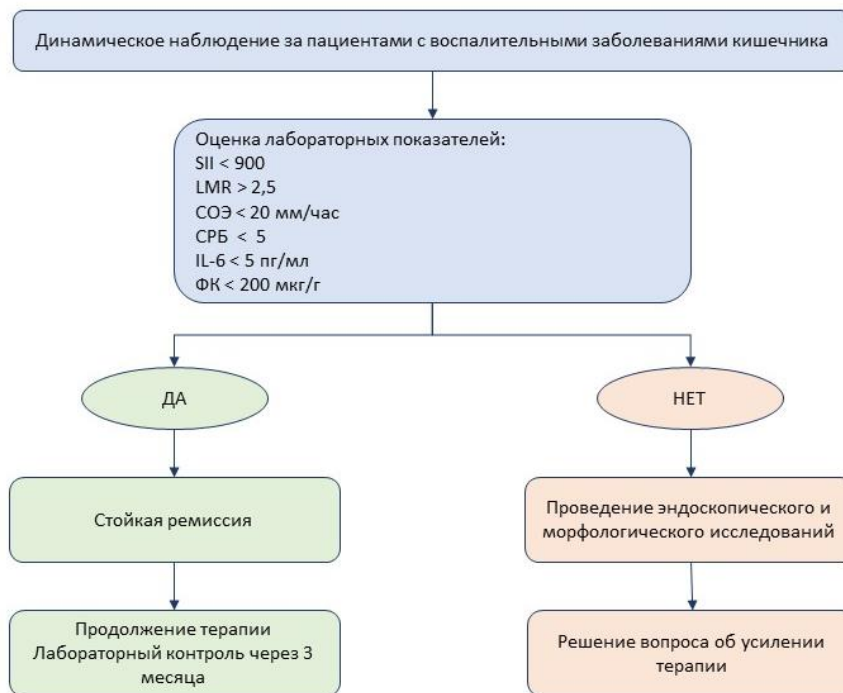 Динамическое наблюдение за пациентами с воспалительными заболеваниями кишечника
Оценка лабораторных показателей:
SII < 900
LMR > 2,5
СОЭ < 20 мм/час
СРБ < 5
IL-6 < 5 пг/мл
ФК < 200 мкг/г
ДА
НЕТ
Стойкая ремиссия
Проведение эндоскопического и
морфологического исследований
Продолжение терапии
Лабораторный контроль через 3
месяца
Решение вопроса об усилении
терапии